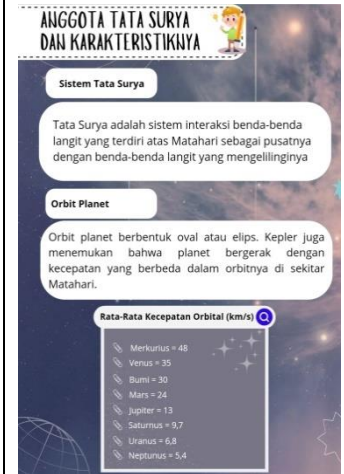 ANGGOTA TATA SURYA
DAN KARAKTERISTIKNYA
Sistem Tata Surya
Tata Surya adalah sistem interaksi benda-benda
langit yang terdiri atas Matahari sebagai pusatnya
dengan benda-benda langit yang mengelilinginya
Orbit Planet
Orbit planet berbentuk oval atau elips. Kepler juga
menemukan bahwa planet bergerak dengan
kecepatan yang berbeda dalam orbitnya di sekitar
Matahari.
Rata-Rata Kecepatan Orbital (km/s)
Merkurius = 48
Venus = 35
Bumi = 30
Mars = 24
Jupiter = 13
Saturnus = 9,7
Uranus = 6,8
Neptunus = 5,4